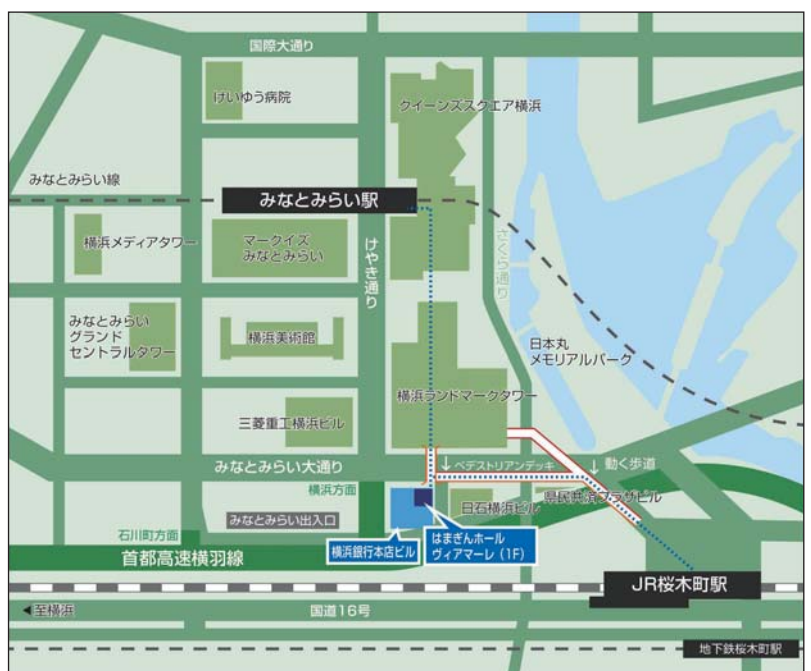 国際大通り
けいゆう病院
クイーンズスクエア横浜
みなとみらい線
みなとみらい駅
横浜メディアタワー
マークイズ
みなとみらい
けやき通り
さくら通り
みなとみらい
グランド
セントラルタワー
横浜美術館
日本丸
メモリアルパーク
横浜ランドマークタワー
三菱重工横浜ビル
みなとみらい大通り
↓ペデストリアンデッキ
↓動く歩道
横浜方面
日石横浜ビル
県民共済プラザビル
みなとみらい出入口
石川町方面
首都高速横羽線
横浜銀行本店ビル
はまぎんホール
ヴィアマーレ(1F)
JR桜木町駅
◀至横浜
国道16号
地下鉄桜木町駅